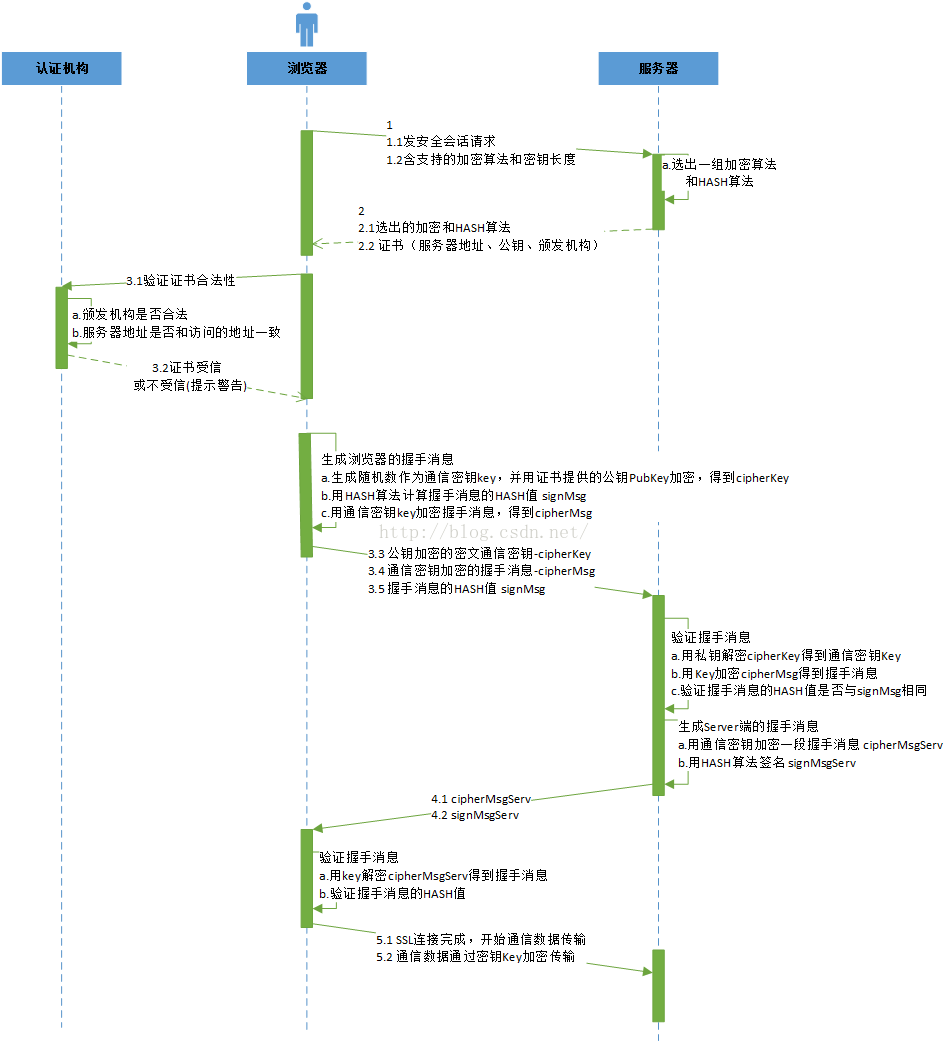 认证机构
浏览器
服务器
1
1.1发安全会话请求
1.2含支持的加密算法和密钥长度
a.选出一组加密算法
和HASH算法
2
2.1选出的加密和HASH算法
2.2 证书（服务器地址、公钥、颁发机构）
3.1验证证书合法性
a.颁发机构是否合法
b.服务器地址是否和访问的地址一致
3.2证书受信
或不受信(提示警告)
生成浏览器的握手消息
a.生成随机数作为通信密钥key，并用证书提供的公钥PubKey加密，得到cipherKey
b.用HASH算法计算握手消息的HASH值 signMsg
c.用通信密钥key加密握手消息，得到cipherMsg
http://blog.csdn.net/
3.3 公钥加密的密文通信密钥-cipherKey
3.4 通信密钥加密的握手消息-cipherMsg
3.5 握手消息的HASH值 signMsg
验证握手消息
a.用私钥解密cipherKey得到通信密钥Key
b.用Key加密cipherMsg得到握手消息
c.验证握手消息的HASH值是否与signMsg相同
生成Server端的握手消息
a.用通信密钥加密一段握手消息 cipherMsgServ
b.用HASH算法签名 signMsgServ
4.1 cipherMsgServ
4.2 signMsgServ
验证握手消息
a.用key解密cipherMsgServ得到握手消息
b.验证握手消息的HASH值
5.1 SSL连接完成，开始通信数据传输
5.2 通信数据通过密钥Key加密传输